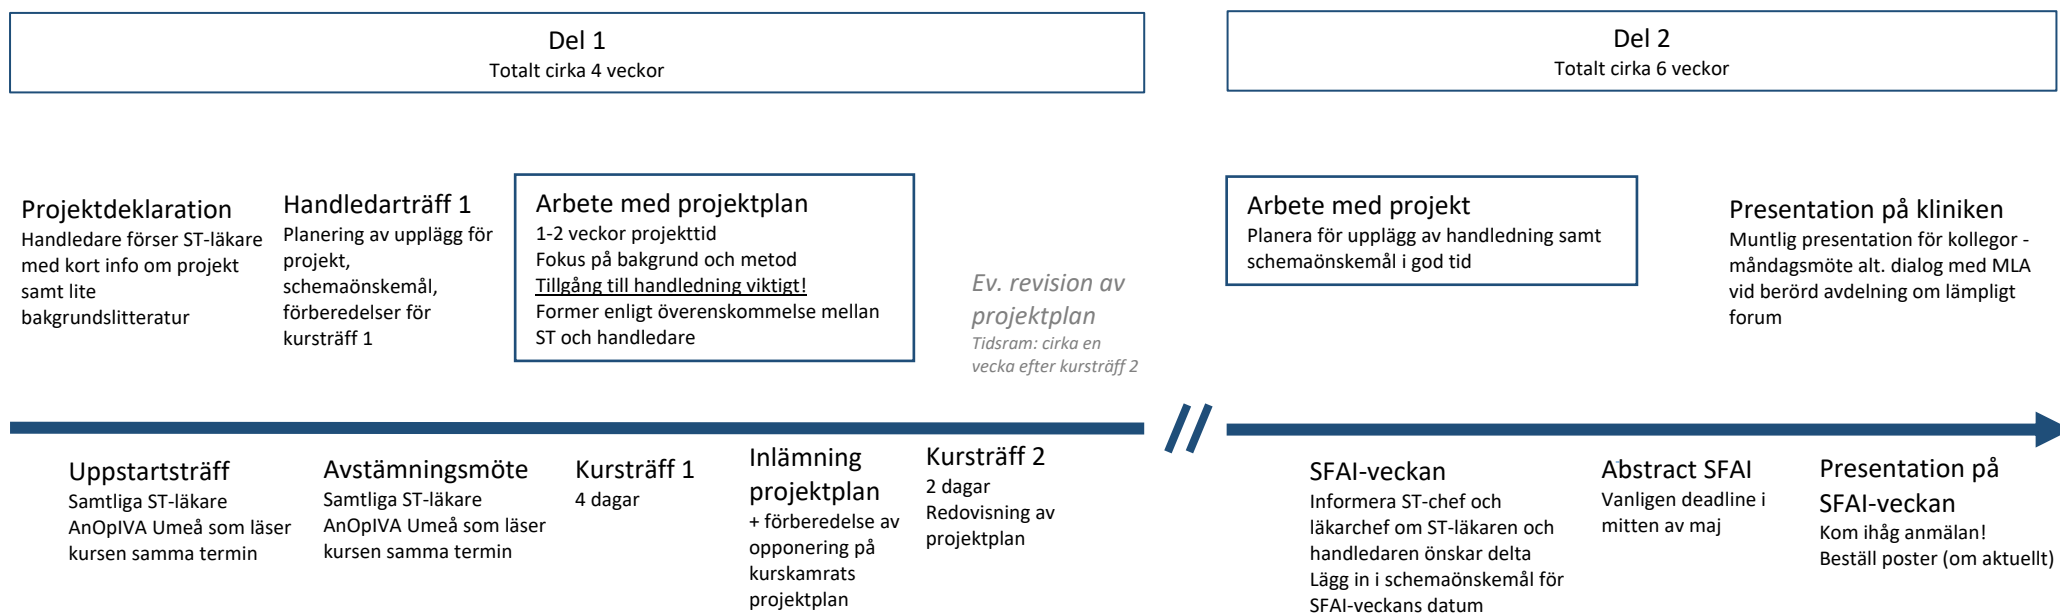 Del 1
Totalt cirka 4 veckor
Del 2
Totalt cirka 6 veckor
Projektdeklaration
Handledare förser ST-läkare
med kort info om projekt
samt lite
bakgrundslitteratur
Handledarträff 1
Planering av upplägg för
projekt,
schemaönskemål,
förberedelser för
kursträff 1
Arbete med projektplan
1-2 veckor projekttid
Fokus på bakgrund och metod
Tillgång till handledning viktigt!
Former enligt överenskommelse mellan
ST och handledare
Ev. revision av
projektplan
Tidsram: cirka en
vecka efter kursträff 2
Arbete med projekt
Planera för upplägg av handledning samt
schemaönskemål i god tid
Presentation på kliniken
Muntlig presentation för kollegor -
måndagsmöte alt. dialog med MLA
vid berörd avdelning om lämpligt
forum
Uppstartsträff
Samtliga ST-läkare
AnOpIVA Umeå som läser
kursen samma termin
Avstämningsmöte
Samtliga ST-läkare
AnOpIVA Umeå som läser
kursen samma termin
Kursträff 1
4 dagar
Inlämning
projektplan
+ förberedelse av
opponering på
kurskamrats
projektplan
Kursträff 2
2 dagar
Redovisning av
projektplan
SFAI-veckan
Informera ST-chef och
läkarchef om ST-läkaren och
handledaren önskar delta
Lägg in i schemaönskemål för
SFAI-veckans datum
Abstract SFAI
Vanligen deadline i
mitten av maj
Presentation på
SFAI-veckan
Kom ihåg anmälan!
Beställ poster (om aktuellt)